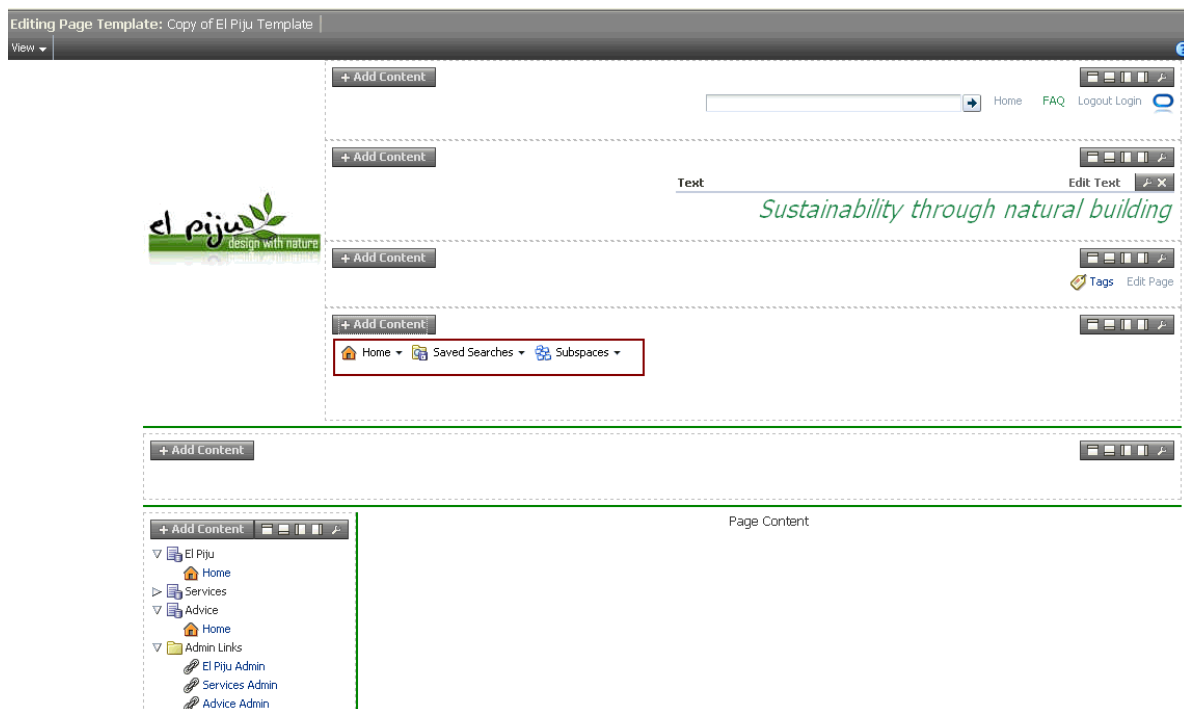 Editing Page Template: Copy of El Piju Template
View
+ Add Content
Home FAQ Logout Login
+ Add Content
Text Edit Text
Sustainability through natural building
el piju
design with nature
+ Add Content
Tags Edit Page
+ Add Content
Home Saved Searches Subspaces
+ Add Content
+ Add Content
Page Content
El Piju
Home
Services
Advice
Home
Admin Links
El Piju Admin
Services Admin
Advice Admin